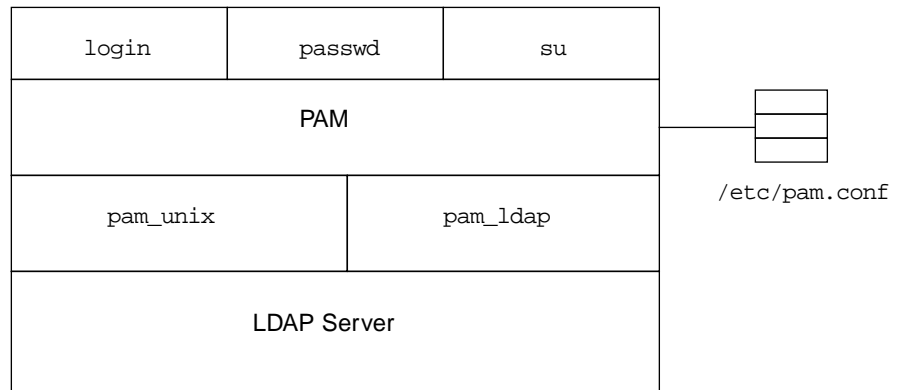 login passwd su
PAM
/etc/pam.conf
pam_unix pam_ldap
LDAP Server